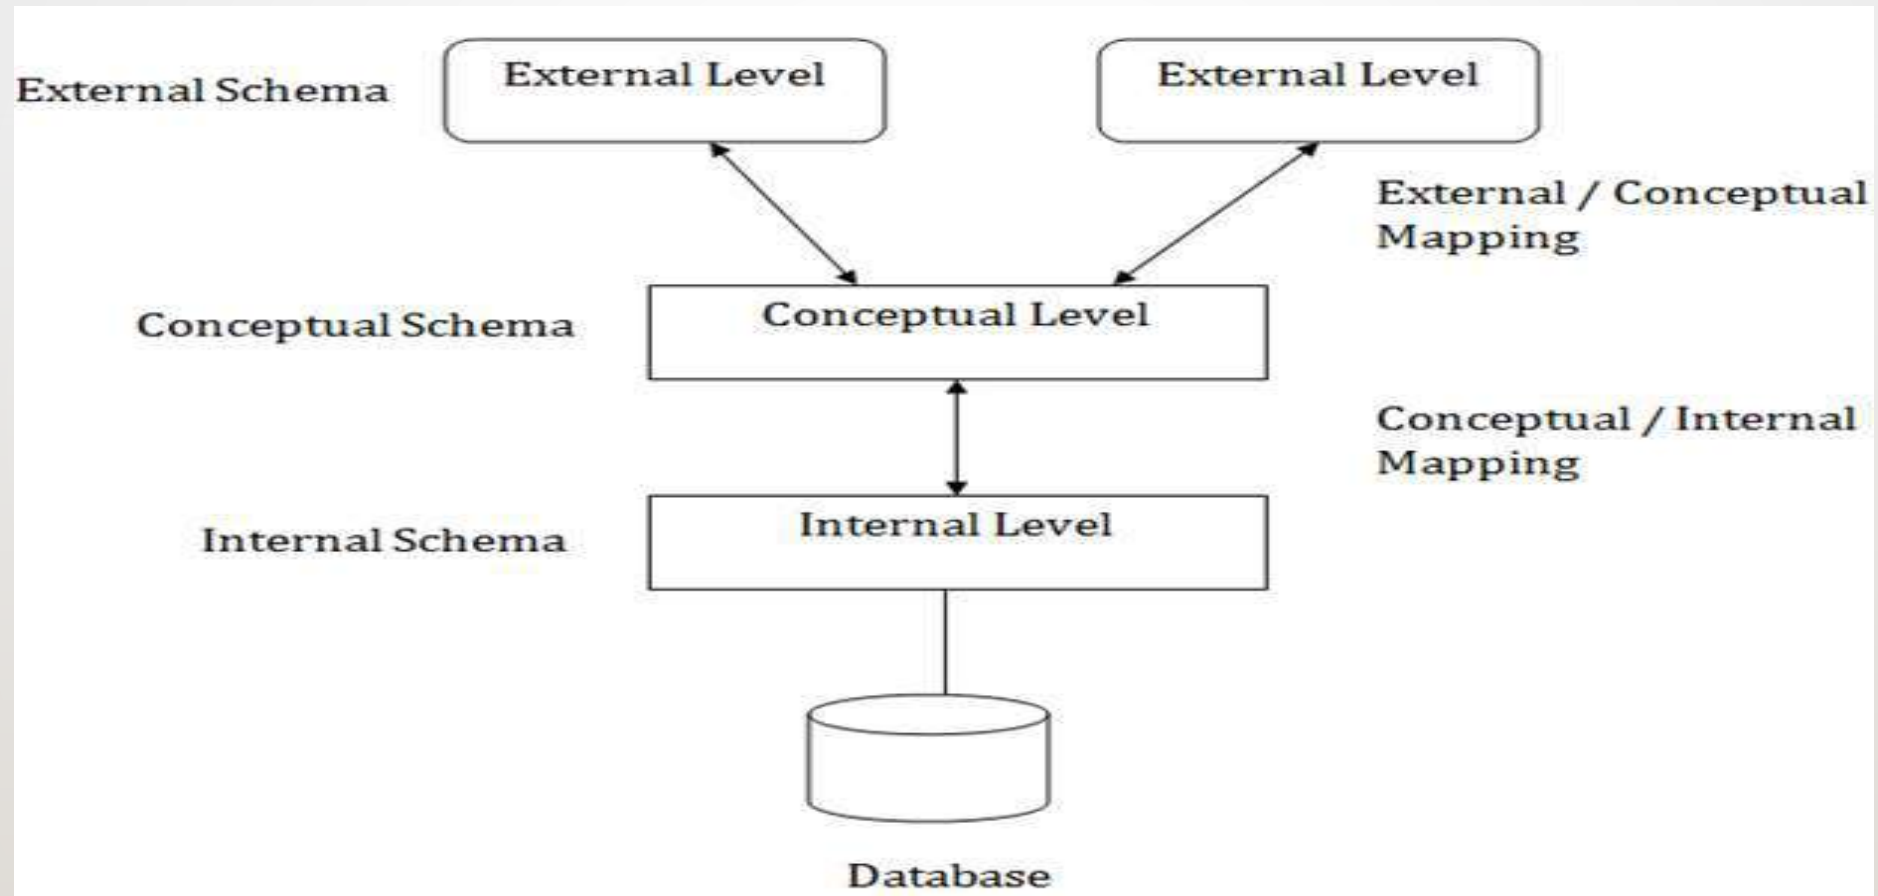 External Schema
External Level
External Level
External / Conceptual
Mapping
Conceptual Schema
Conceptual Level
Conceptual / Internal
Mapping
Internal Schema
Internal Level
Database